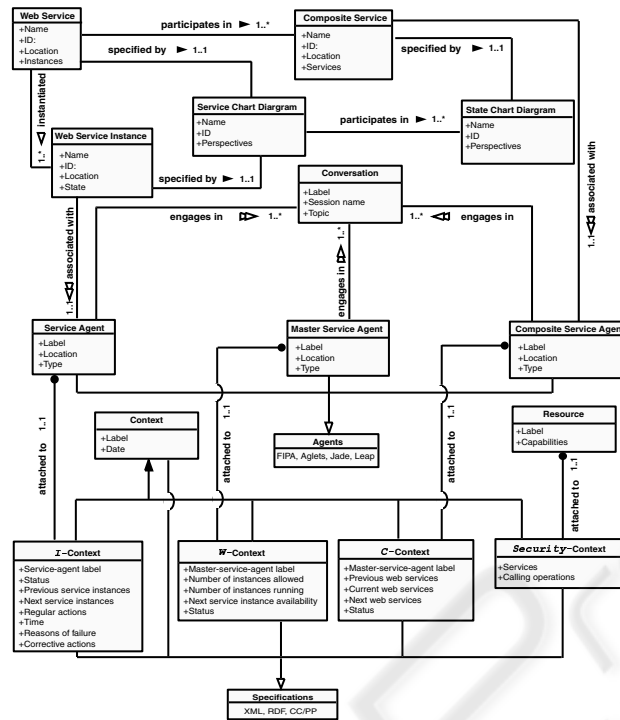 Web Service
+Name
+ID:
+Location
+Instances
participates in ► 1..*
specified by ► 1..1
Composite Service
+Name
+ID:
+Location
+Services
specified by ► 1..1
instantiated
1..*
Service Chart Diargram
+Name
+ID
+Perspectives
participates in ► 1..*
State Chart Diargram
+Name
+ID
+Perspectives
Web Service Instance
+Name
+ID:
+Location
+State
specified by ► 1..1
Conversation
+Label
+Session name
+Topic
engages in 1..*
1..* engages in
associated with
1..1
associated with
1..1
engages in
1..*
Service Agent
+Label
+Location
+Type
Master Service Agent
+Label
+Location
+Type
Composite Service Agent
+Label
+Location
+Type
Context
+Label
+Date
Agents
FIPA, Aglets, Jade, Leap
Resource
+Label
+Capabilities
attached to 1..1
attached to 1..1
attached to 1..1
attached to 1..1
I-Context
+Service-agent label
+Status
+Previous service instances
+Next service instances
+Regular actions
+Time
+Reasons of failure
+Corrective actions
W-Context
+Master-service-agent label
+Number of instances allowed
+Number of instances running
+Next service instance availability
+Status
C-Context
+Master-service-agent label
+Previous web services
+Current web services
+Next web services
+Status
Security-Context
+Services
+Calling operations
Specifications
XML, RDF, CC/PP